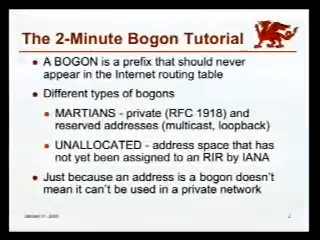 The 2-Minute Bogon Tutorial
A BOGON is a prefix that should never
appear in the Internet routing table
Different types of bogons
MARTIANS - private (RFC 1918) and
reserved addresses (multicast, loopback)
UNALLOCATED - address space that has
not yet been assigned to an RIR by IANA
Just because an address is a bogon doesn't
mean it can't be used in a private network
2